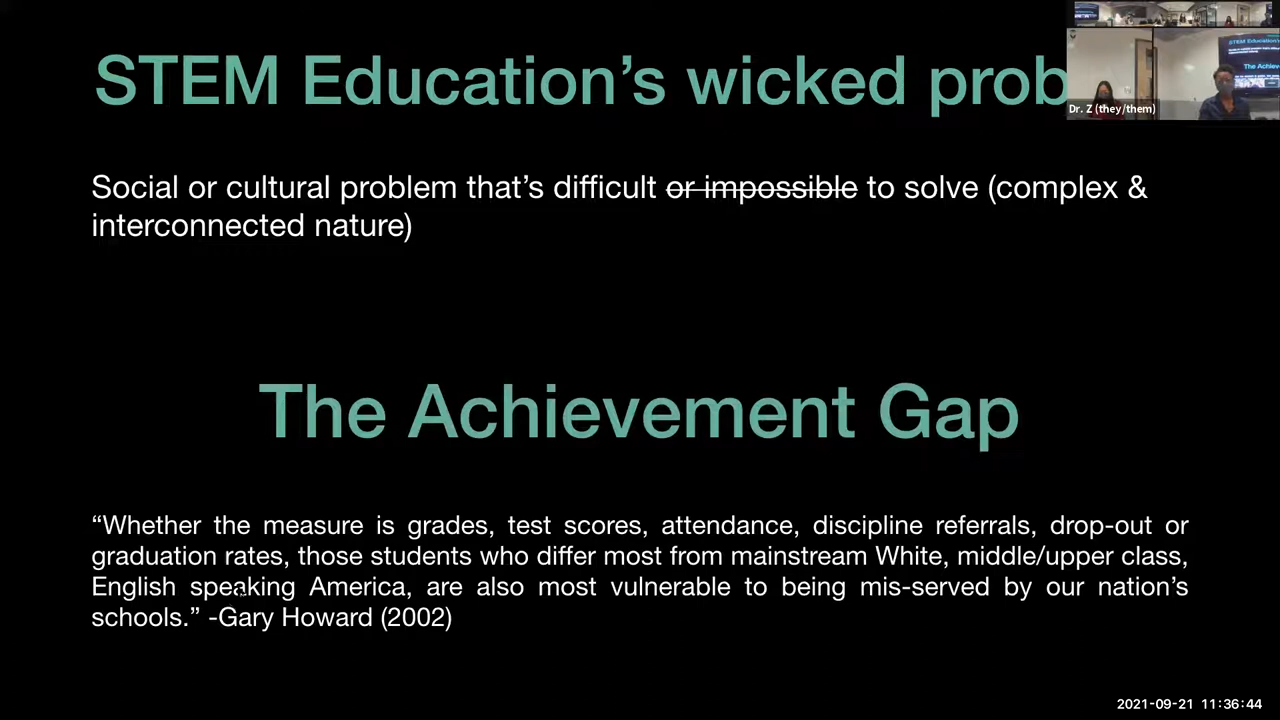 STEM Education’s wicked prob
Social or cultural problem that’s difficult or impossible to solve (complex &
interconnected nature)
The Achievement Gap
“Whether the measure is grades, test scores, attendance, discipline referrals, drop-out or
graduation rates, those students who differ most from mainstream White, middle/upper class,
English speaking America, are also most vulnerable to being mis-served by our nation’s
schools.” -Gary Howard (2002)
Dr. Z (they/them)
2021-09-21 11:36:44